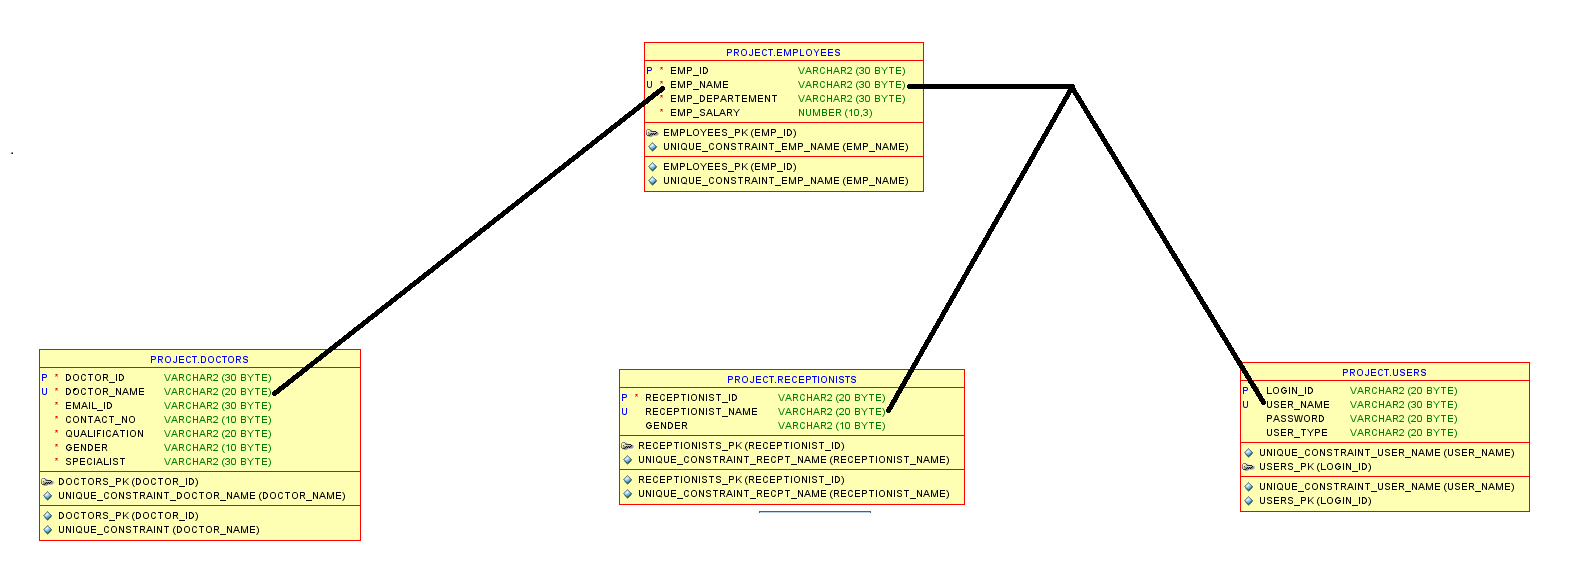 PROJECT.EMPLOYEES
P * EMP_ID VARCHAR2 (30 BYTE)
U * EMP_NAME VARCHAR2 (30 BYTE)
* EMP_DEPARTEMENT VARCHAR2 (30 BYTE)
* EMP_SALARY NUMBER (10,3)
EMPLOYEES_PK (EMP_ID)
UNIQUE_CONSTRAINT_EMP_NAME (EMP_NAME)
EMPLOYEES_PK (EMP_ID)
UNIQUE_CONSTRAINT_EMP_NAME (EMP_NAME)
PROJECT.DOCTORS
P * DOCTOR_ID VARCHAR2 (30 BYTE)
U * DOCTOR_NAME VARCHAR2 (20 BYTE)
* EMAIL_ID VARCHAR2 (30 BYTE)
* CONTACT_NO VARCHAR2 (10 BYTE)
* QUALIFICATION VARCHAR2 (20 BYTE)
* GENDER VARCHAR2 (10 BYTE)
* SPECIALIST VARCHAR2 (30 BYTE)
DOCTORS_PK (DOCTOR_ID)
UNIQUE_CONSTRAINT_DOCTOR_NAME (DOCTOR_NAME)
DOCTORS_PK (DOCTOR_ID)
UNIQUE_CONSTRAINT (DOCTOR_NAME)
PROJECT.RECEPTIONISTS
P * RECEPTIONIST_ID VARCHAR2 (20 BYTE)
U RECEPTIONIST_NAME VARCHAR2 (20 BYTE)
GENDER VARCHAR2 (10 BYTE)
RECEPTIONISTS_PK (RECEPTIONIST_ID)
UNIQUE_CONSTRAINT_RECPT_NAME (RECEPTIONIST_NAME)
RECEPTIONISTS_PK (RECEPTIONIST_ID)
UNIQUE_CONSTRAINT_RECPT_NAME (RECEPTIONIST_NAME)
PROJECT.USERS
P LOGIN_ID VARCHAR2 (20 BYTE)
U USER_NAME VARCHAR2 (30 BYTE)
PASSWORD VARCHAR2 (20 BYTE)
USER_TYPE VARCHAR2 (20 BYTE)
UNIQUE_CONSTRAINT_USER_NAME (USER_NAME)
USERS_PK (LOGIN_ID)
UNIQUE_CONSTRAINT_USER_NAME (USER_NAME)
USERS_PK (LOGIN_ID)